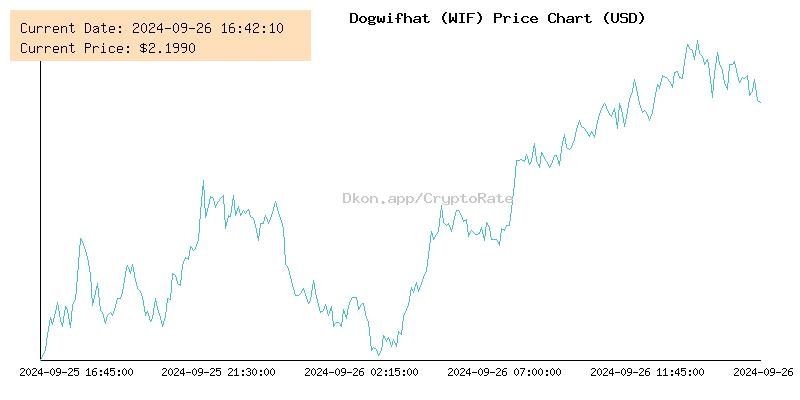 Dogwifhat (WIF) Price Chart (USD)
Current Date: 2024-09-26 16:42:10
Current Price: $2.1990
Dkon.app/CryptoRate
2024-09-25 16:45:00 2024-09-25 21:30:00 2024-09-26 02:15:00 2024-09-26 07:00:00 2024-09-26 11:45:00 2024-09-26